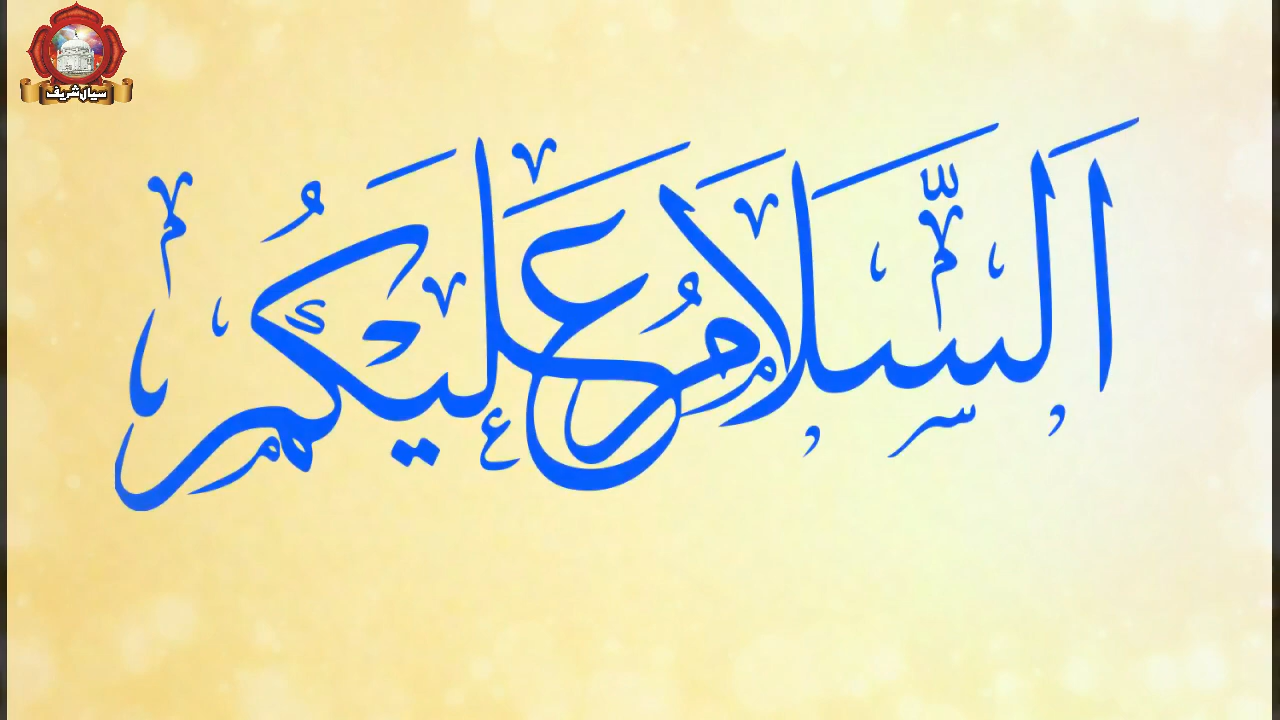 سیال شریف
اَلسَّلَامُ عَلَيْكُمْ